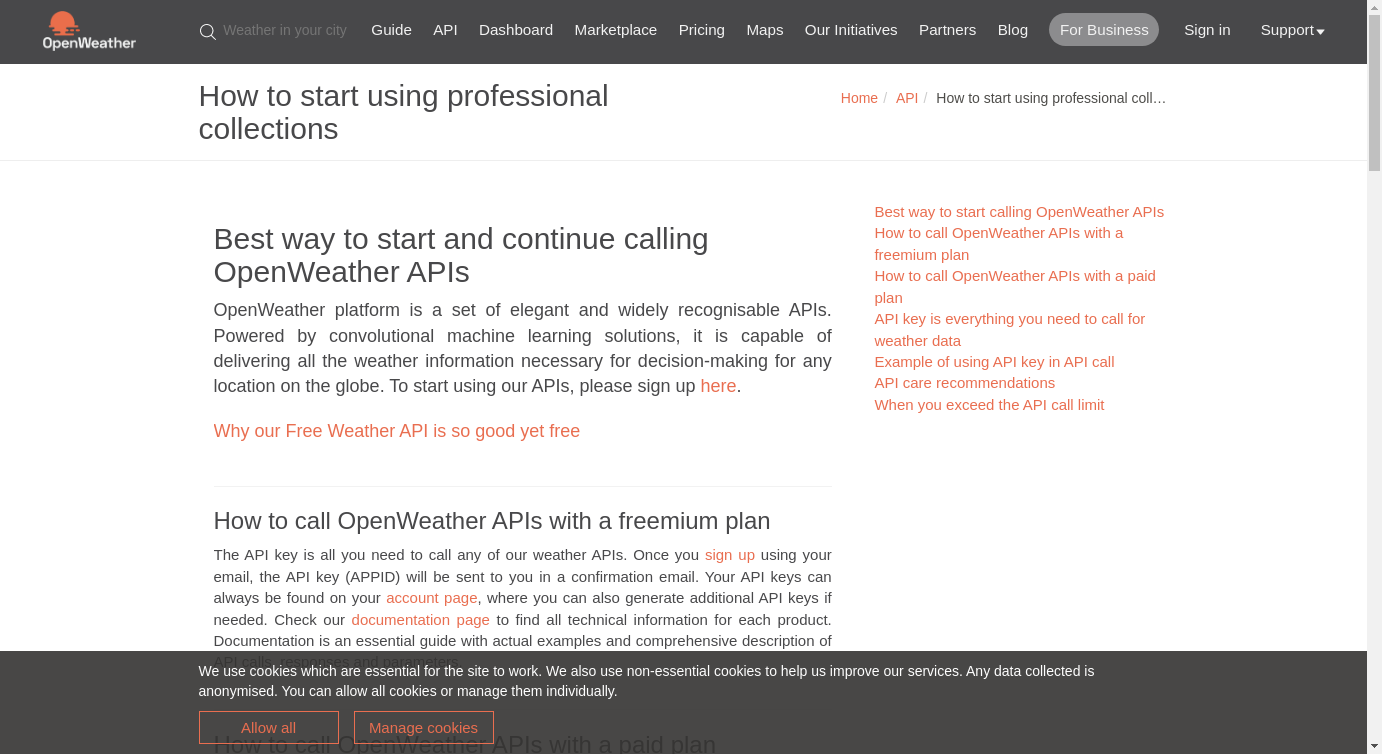 OpenWeather
Weather in your city Guide API Dashboard Marketplace Pricing Maps Our Initiatives Partners Blog For Business Sign in Support
How to start using professional
collections
Home / API / How to start using professional coll…
Best way to start and continue calling
OpenWeather APIs
OpenWeather platform is a set of elegant and widely recognisable APIs.
Powered by convolutional machine learning solutions, it is capable of
delivering all the weather information necessary for decision-making for any
location on the globe. To start using our APIs, please sign up here.
Why our Free Weather API is so good yet free
How to call OpenWeather APIs with a freemium plan
The API key is all you need to call any of our weather APIs. Once you sign up using your
email, the API key (APPID) will be sent to you in a confirmation email. Your API keys can
always be found on your account page, where you can also generate additional API keys if
needed. Check our documentation page to find all technical information for each product.
Documentation is an essential guide with actual examples and comprehensive description of
API calls, responses and parameters.
How to call OpenWeather APIs with a paid plan
Best way to start calling OpenWeather APIs
How to call OpenWeather APIs with a
freemium plan
How to call OpenWeather APIs with a paid
plan
API key is everything you need to call for
weather data
Example of using API key in API call
API care recommendations
When you exceed the API call limit
We use cookies which are essential for the site to work. We also use non-essential cookies to help us improve our services. Any data collected is
anonymised. You can allow all cookies or manage them individually.
Allow all Manage cookies